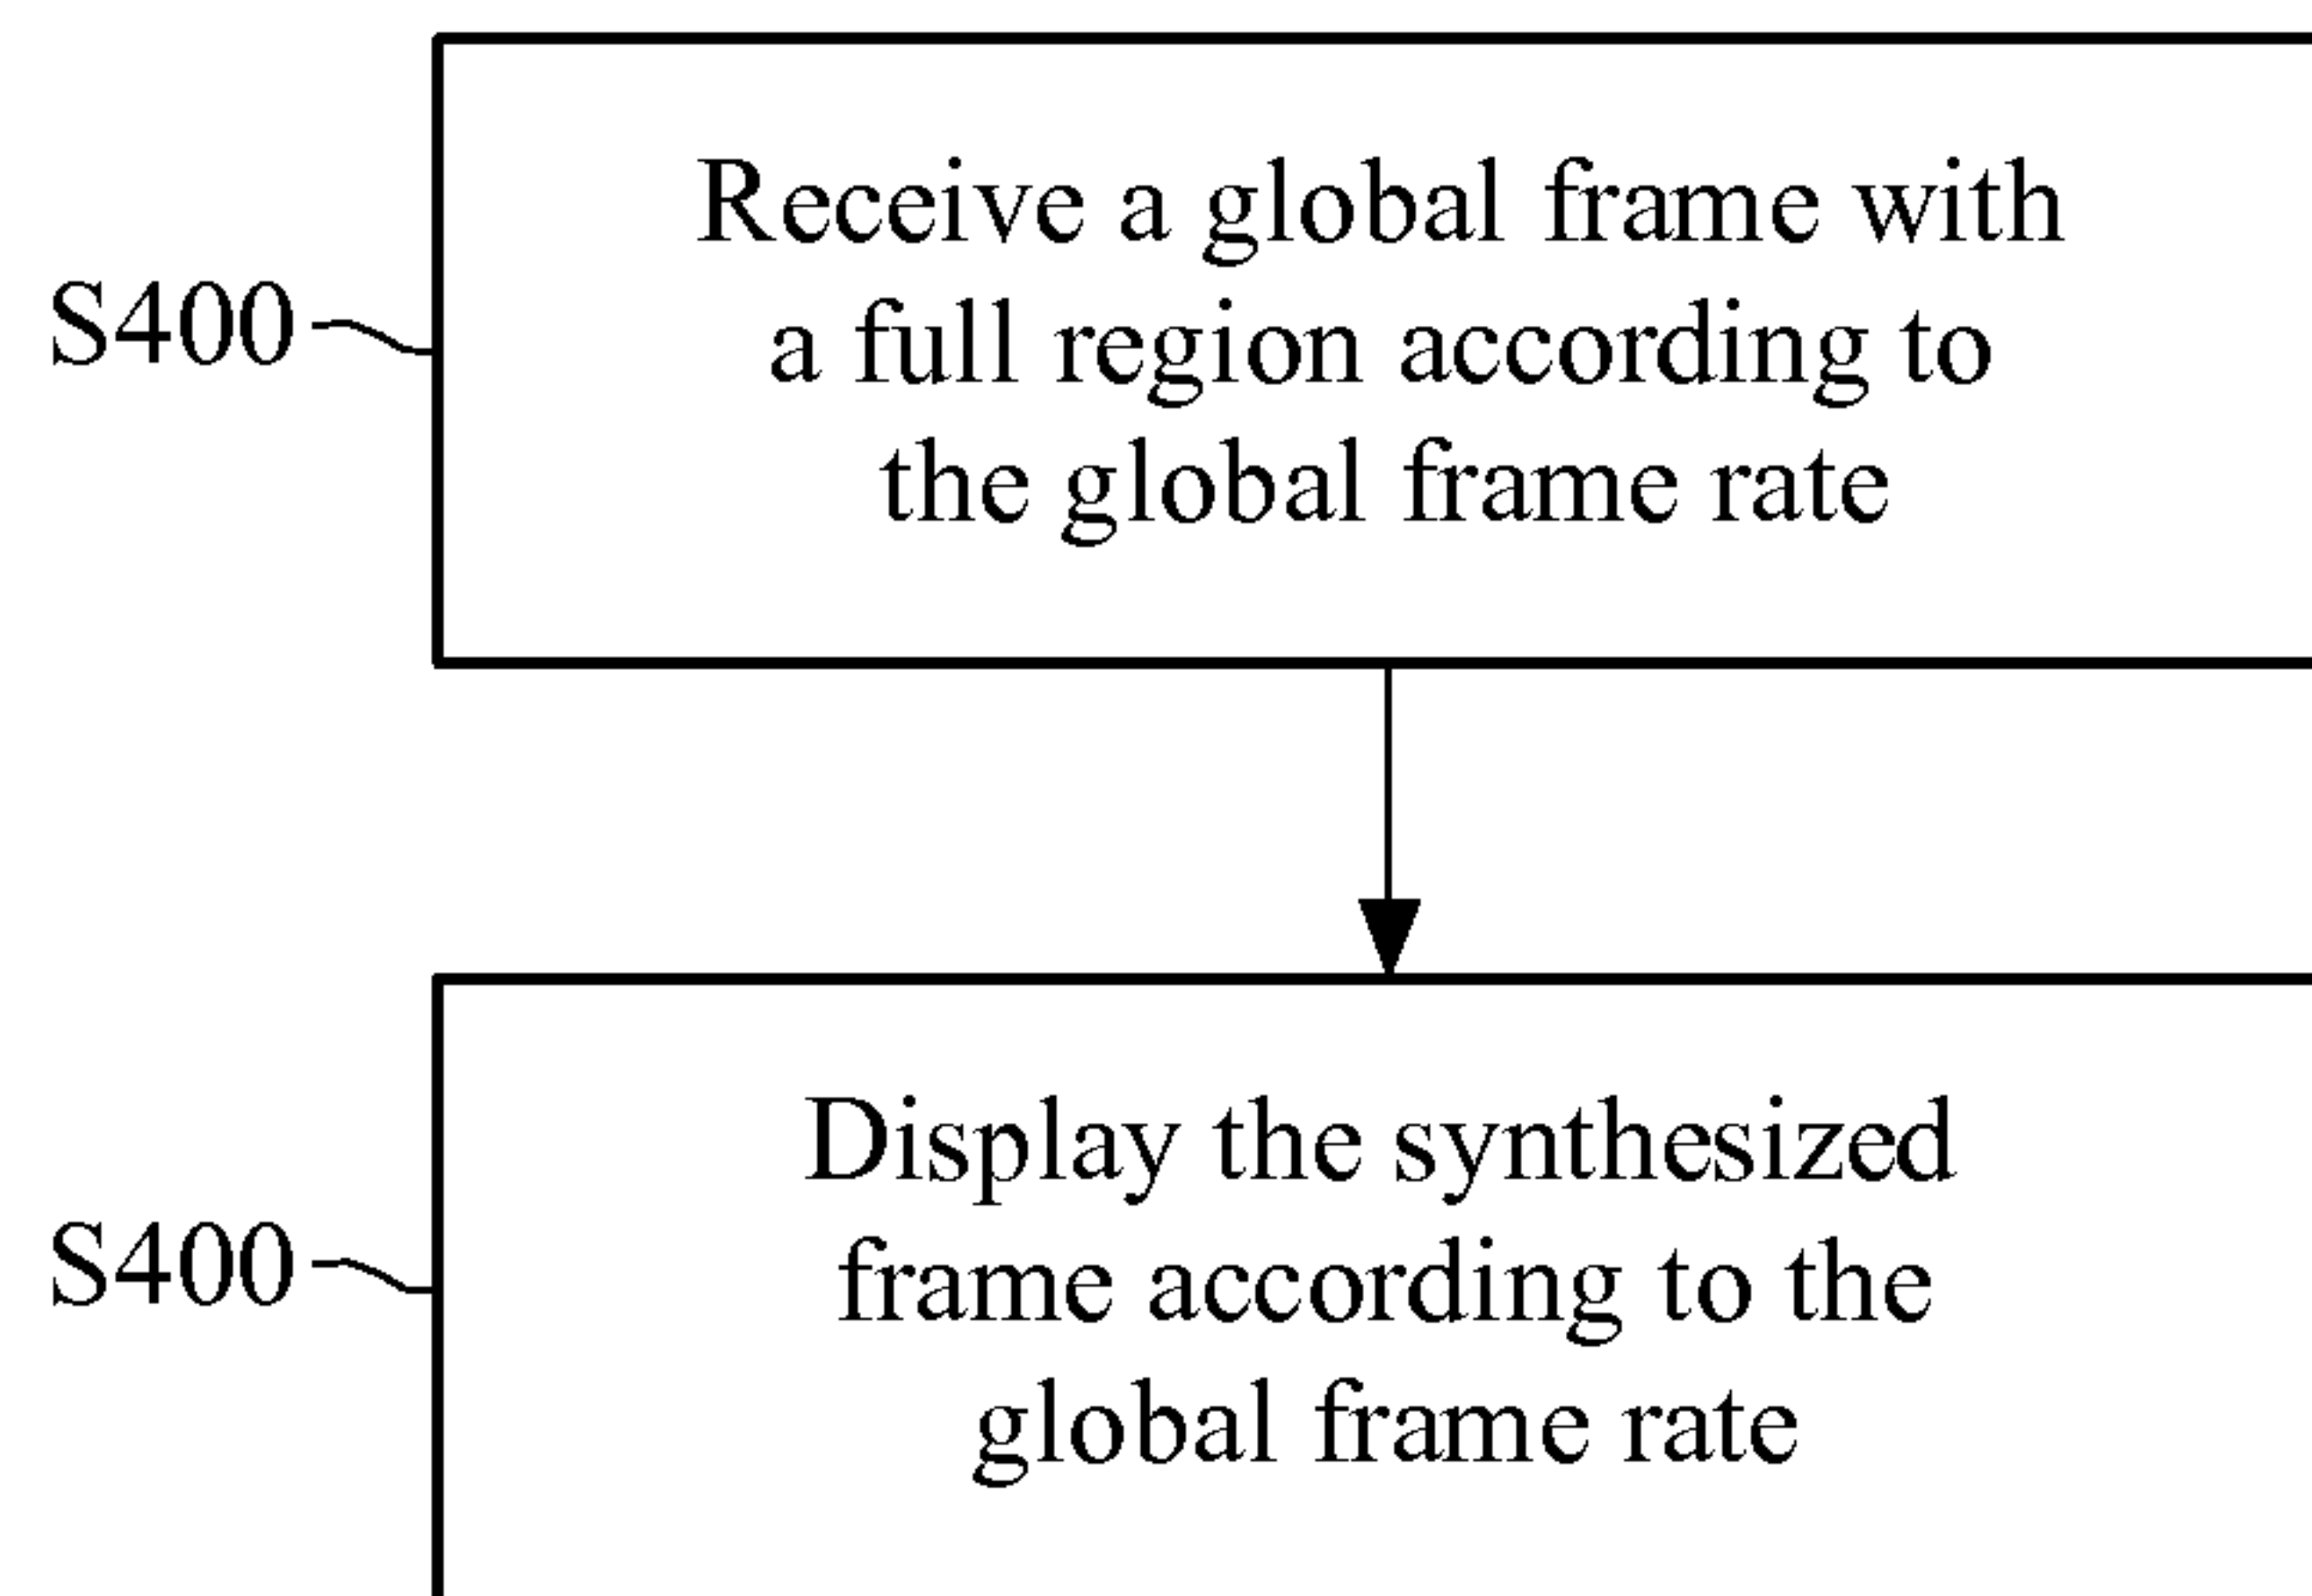 Receive a global frame with
S400
a full region according to
the global frame rate
Display the synthesized
S400
frame according to the
global frame rate